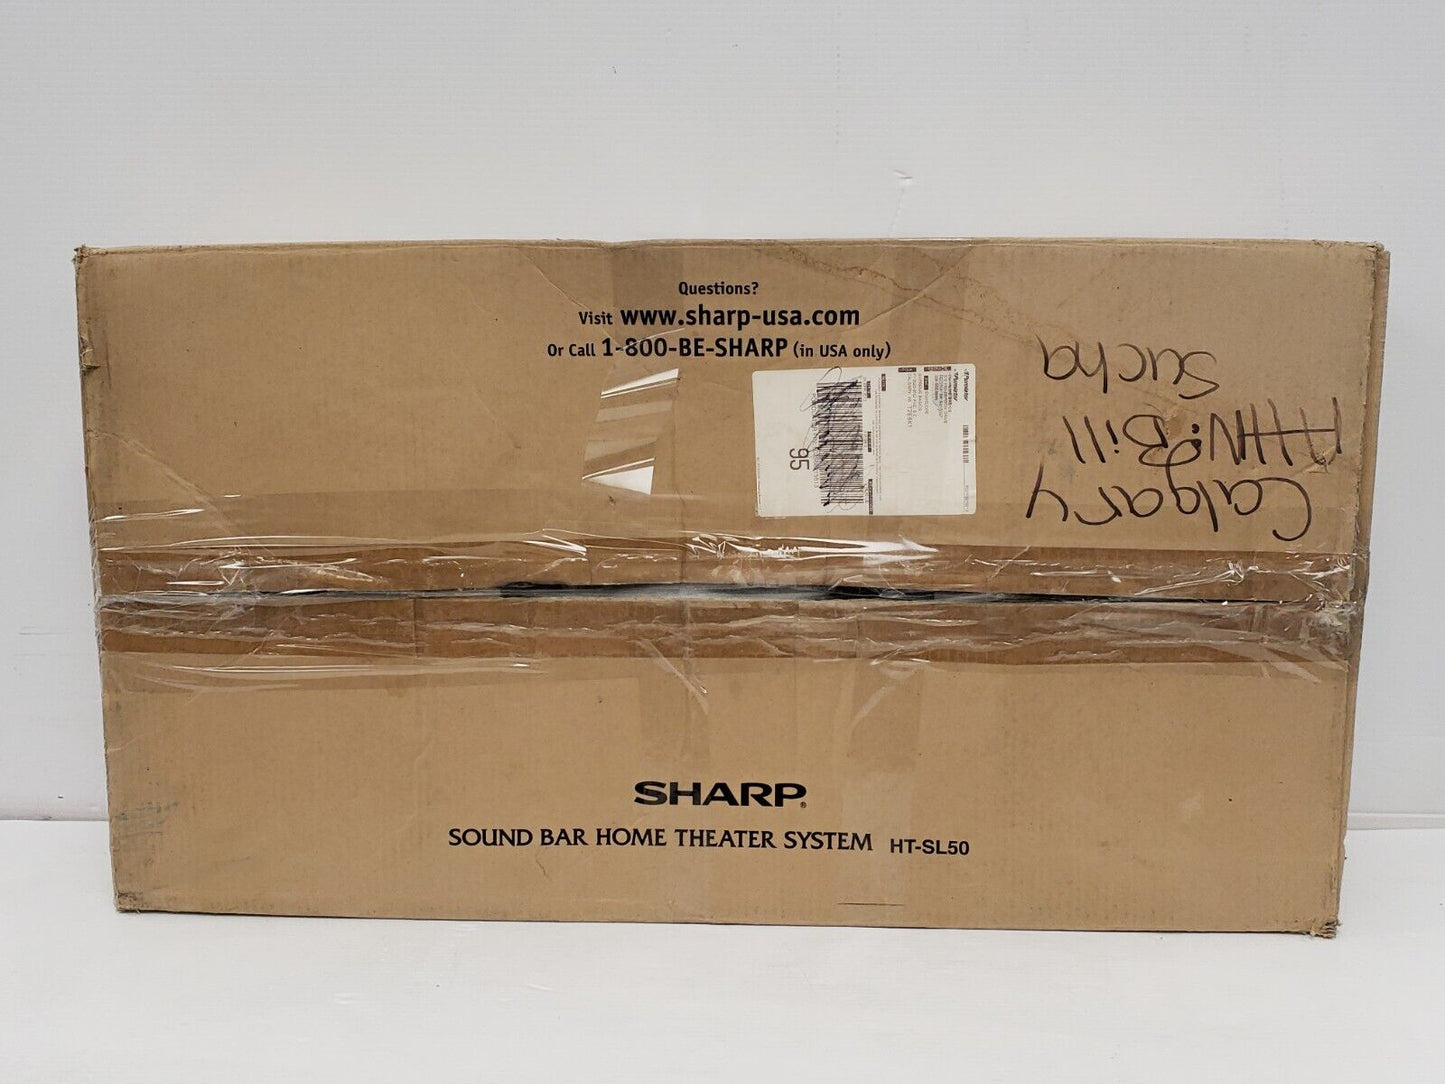 Questions?
Visit www.sharp-usa.com
Or Call 1-800-BE-SHARP (in USA only)
Calgary
ATTN: Bill
Sucha
Purolator
95
SHARP®
SOUND BAR HOME THEATER SYSTEM HT-SL50